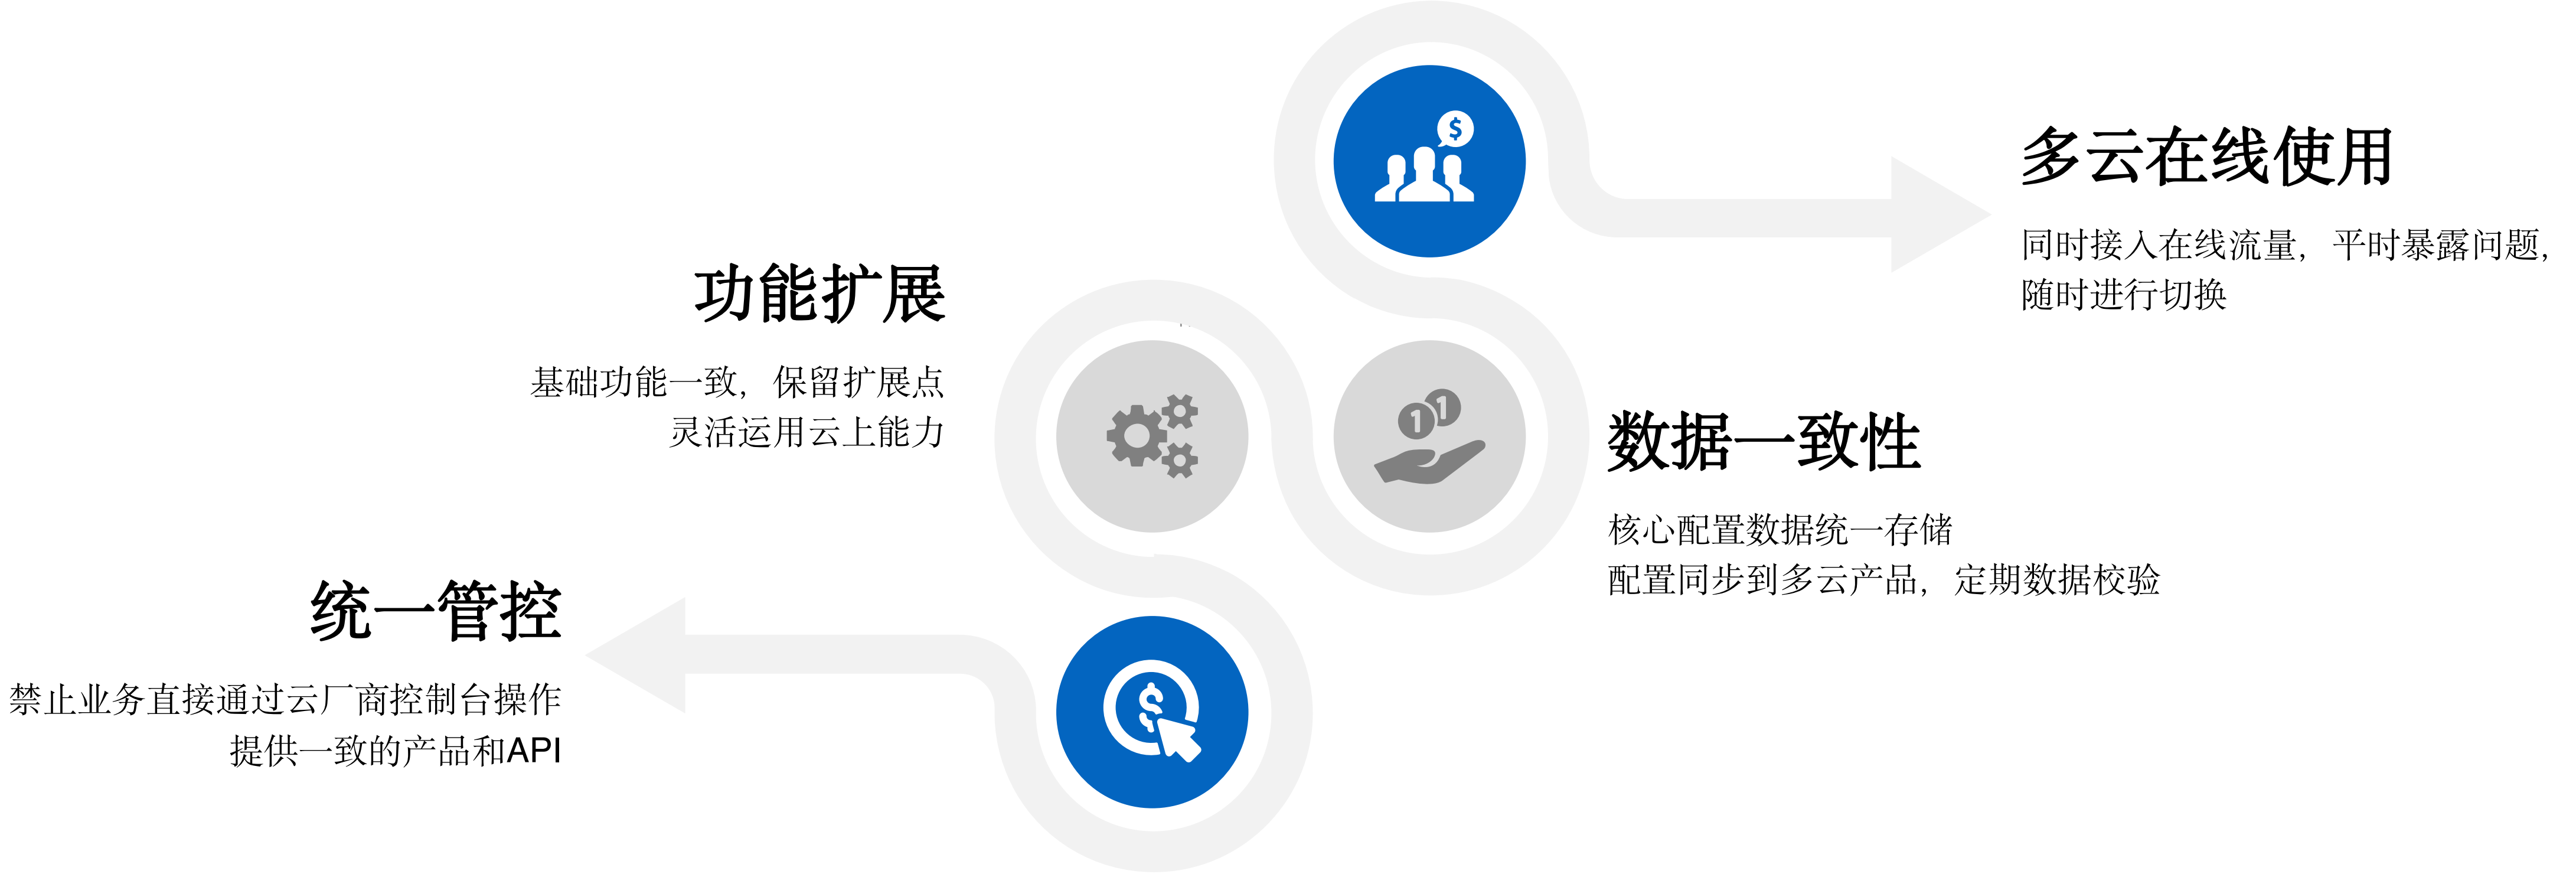 多云在线使用
同时接入在线流量，平时暴露问题，
随时进行切换
功能扩展
基础功能一致，保留扩展点
灵活运用云上能力
数据一致性
核心配置数据统一存储
配置同步到多云产品，定期数据校验
统一管控
禁止业务直接通过云厂商控制台操作
提供一致的产品和API
$
1
1
$